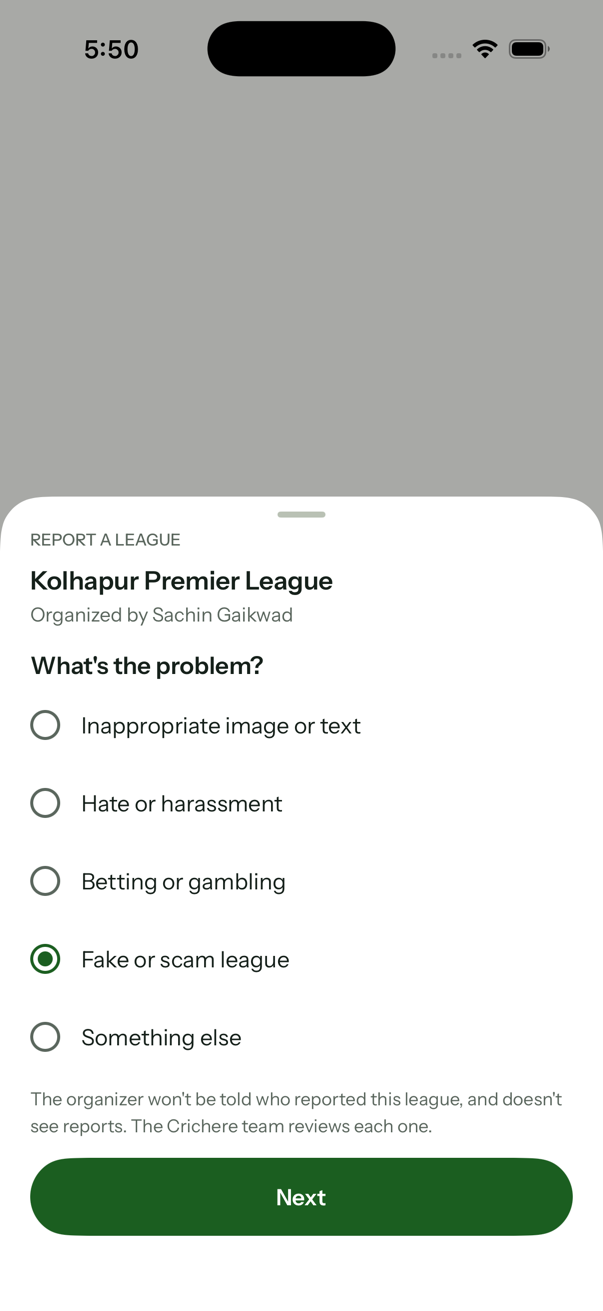 5:50
REPORT A LEAGUE
Kolhapur Premier League
Organized by Sachin Gaikwad
What's the problem?
Inappropriate image or text
Hate or harassment
Betting or gambling
Fake or scam league
Something else
The organizer won't be told who reported this league, and doesn't
see reports. The Crichere team reviews each one.
Next